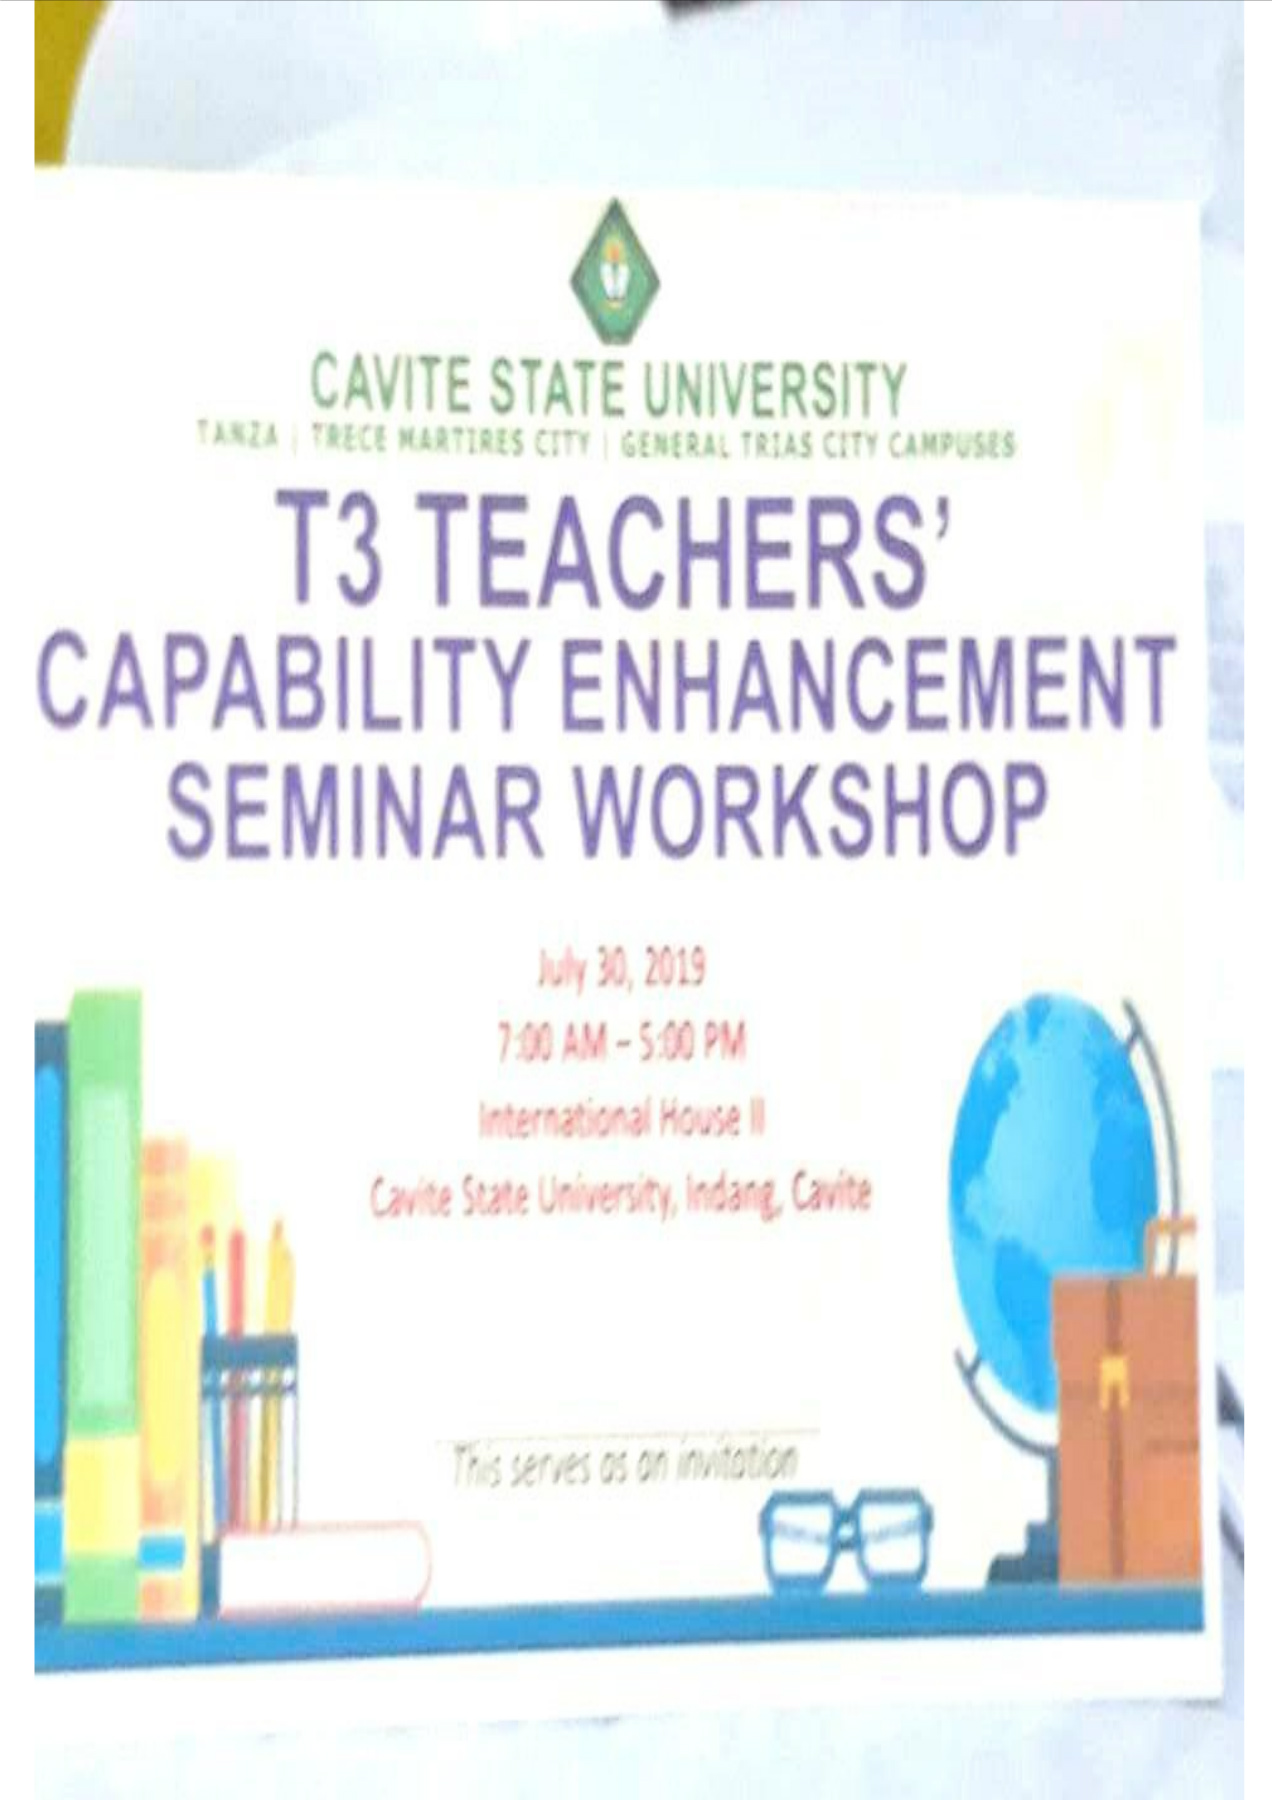 CAVITE STATE UNIVERSITY
TANZA | TRECE MARTIRES CITY | GENERAL TRIAS CITY CAMPUSES
T3 TEACHERS’
CAPABILITY ENHANCEMENT
SEMINAR WORKSHOP
July 30, 2019
7:00 AM – 5:00 PM
International House II
Cavite State University, Indang, Cavite
This serves as an invitation